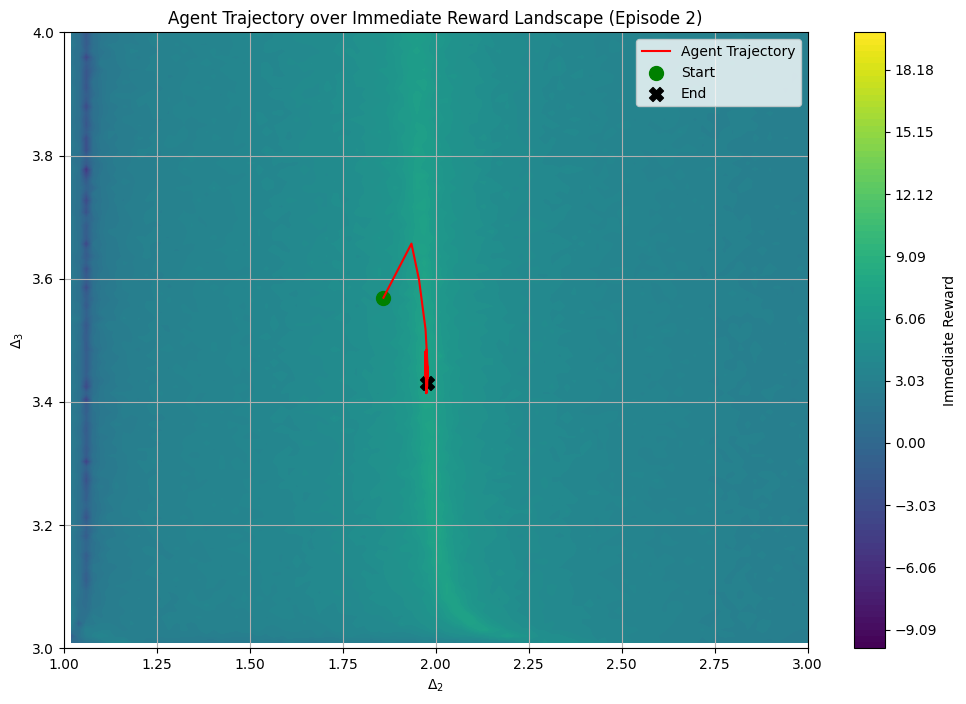 Agent Trajectory over Immediate Reward Landscape (Episode 2)
Agent Trajectory
Start
End
4.0
3.8
3.6
3.4
3.2
3.0
Δ3
1.00 1.25 1.50 1.75 2.00 2.25 2.50 2.75 3.00
Δ2
18.18
15.15
12.12
9.09
6.06
3.03
0.00
−3.03
−6.06
−9.09
Immediate Reward